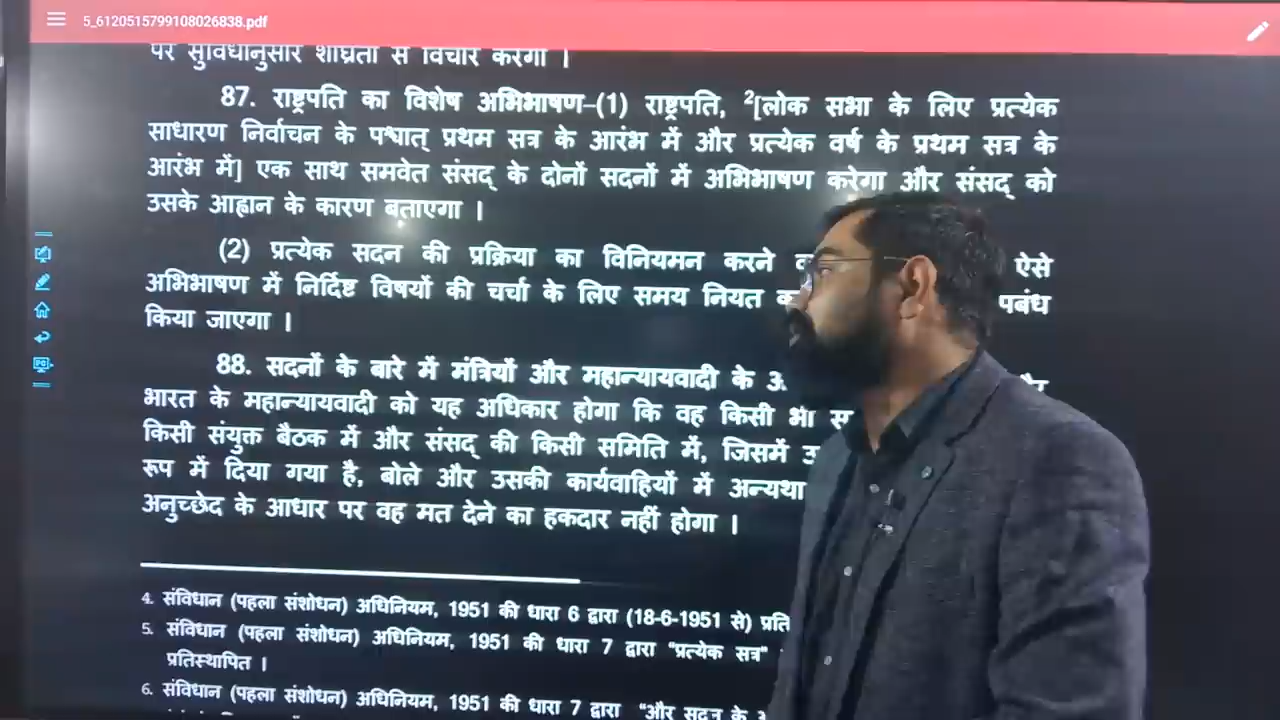 5_6120515799108026838.pdf
पर सुविधानुसार शीघ्रता से विचार करेगा ।
87. राष्ट्रपति का विशेष अभिभाषण–(1) राष्ट्रपति, 2[लोक सभा के लिए प्रत्येक
साधारण निर्वाचन के पश्चात् प्रथम सत्र के आरंभ में और प्रत्येक वर्ष के प्रथम सत्र के
आरंभ में] एक साथ समवेत संसद् के दोनों सदनों में अभिभाषण करेगा और संसद् को
उसके आह्वान के कारण बताएगा ।
(2) प्रत्येक सदन की प्रक्रिया का विनियमन करने ऐसे
अभिभाषण में निर्दिष्ट विषयों की चर्चा के लिए समय नियत पबंध
किया जाएगा ।
88. सदनों के बारे में मंत्रियों और महान्यायवादी के
भारत के महान्यायवादी को यह अधिकार होगा कि वह किसी भी
किसी संयुक्त बैठक में और संसद् की किसी समिति में, जिसमें
रूप में दिया गया है, बोले और उसकी कार्यवाहियों में अन्यथा
अनुच्छेद के आधार पर वह मत देने का हकदार नहीं होगा ।
4. संविधान (पहला संशोधन) अधिनियम, 1951 की धारा 6 द्वारा (18-6-1951 से) प्रति
5. संविधान (पहला संशोधन) अधिनियम, 1951 की धारा 7 द्वारा “प्रत्येक सत्र”
प्रतिस्थापित ।
6. संविधान (पहला संशोधन) अधिनियम, 1951 की धारा 7 द्वारा “और सदन के